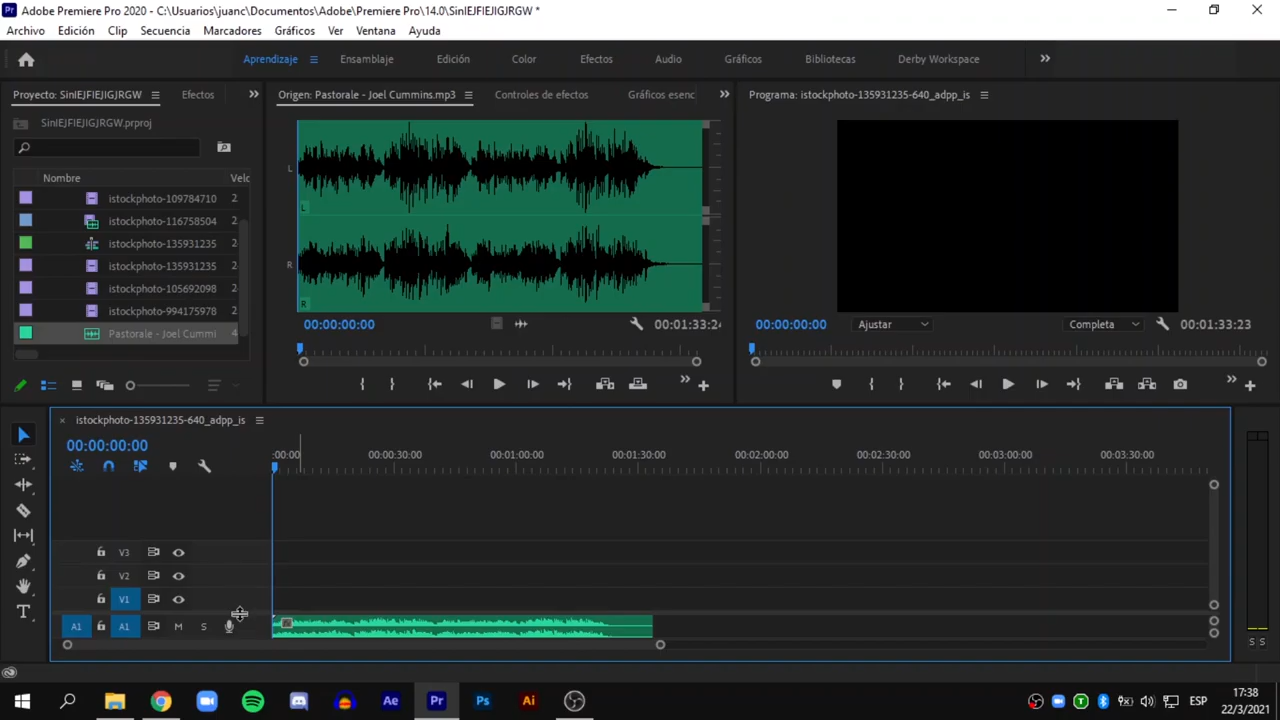 Adobe Premiere Pro 2020 - C:\Usuarios\juanc\Documentos\Adobe\Premiere Pro\14.0\SinIEJFIEJIGJRGW *
Archivo Edición Clip Secuencia Marcadores Gráficos Ver Ventana Ayuda
Aprendizaje Ensamblaje Edición Color Efectos Audio Gráficos Bibliotecas Derby Workspace
Proyecto: SinIEJFIEJIGJRGW Efectos
SinIEJFIEJIGJRGW.prproj
Nombre Velc
istockphoto-109784710 2
istockphoto-116758504 2
istockphoto-135931235 2
istockphoto-135931235 2
istockphoto-105692098 2
istockphoto-994175978 2
Pastorale - Joel Cummi 4
Origen: Pastorale - Joel Cummins.mp3 Controles de efectos Gráficos esenc
L
L
R
R
00:00:00:00 00:01:33:24
Programa: istockphoto-135931235-640_adpp_is
00:00:00:00 Ajustar Completa 00:01:33:23
istockphoto-135931235-640_adpp_is
00:00:00:00
:00:00 00:00:30:00 00:01:00:00 00:01:30:00 00:02:00:00 00:02:30:00 00:03:00:00 00:03:30:00
V3
V2
V1
A1 A1 M S
S S
Ae Pr Ps Ai
ESP
17:38
22/3/2021